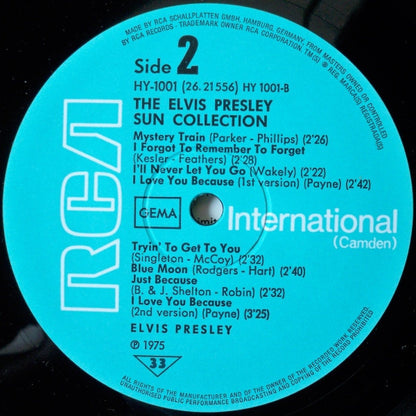 MADE BY RCA SCHALLPLATTEN GMBH, HAMBURG, GERMANY, FROM MASTERS OWNED OR CONTROLLED
BY RCA RECORDS - TRADEMARK OWNER RCA CORPORATION. TM(S) ® REG. MARCA(S) REGISTRADA(S)
Side 2
HY-1001 (26.21556) HY 1001-B
THE ELVIS PRESLEY
SUN COLLECTION
Mystery Train (Parker - Phillips) (2'26)
I Forgot To Remember To Forget
(Kesler - Feathers) (2'28)
I'll Never Let You Go (Wakely) (2'22)
I Love You Because (1st version) (Payne) (2'42)
GEMA
International
(Camden)
RCA
Tryin' To Get To You
(Singleton - McCoy) (2'32)
Blue Moon (Rodgers - Hart) (2'40)
Just Because
(B. & J. Shelton - Robin) (2'32)
I Love You Because
(2nd version) (Payne) (3'25)
ELVIS PRESLEY
℗ 1975
33
ALL RIGHTS OF THE MANUFACTURER AND OF THE OWNER OF THE RECORDED WORK RESERVED.
UNAUTHORISED PUBLIC PERFORMANCE BROADCASTING AND COPYING OF THIS RECORD PROHIBITED.